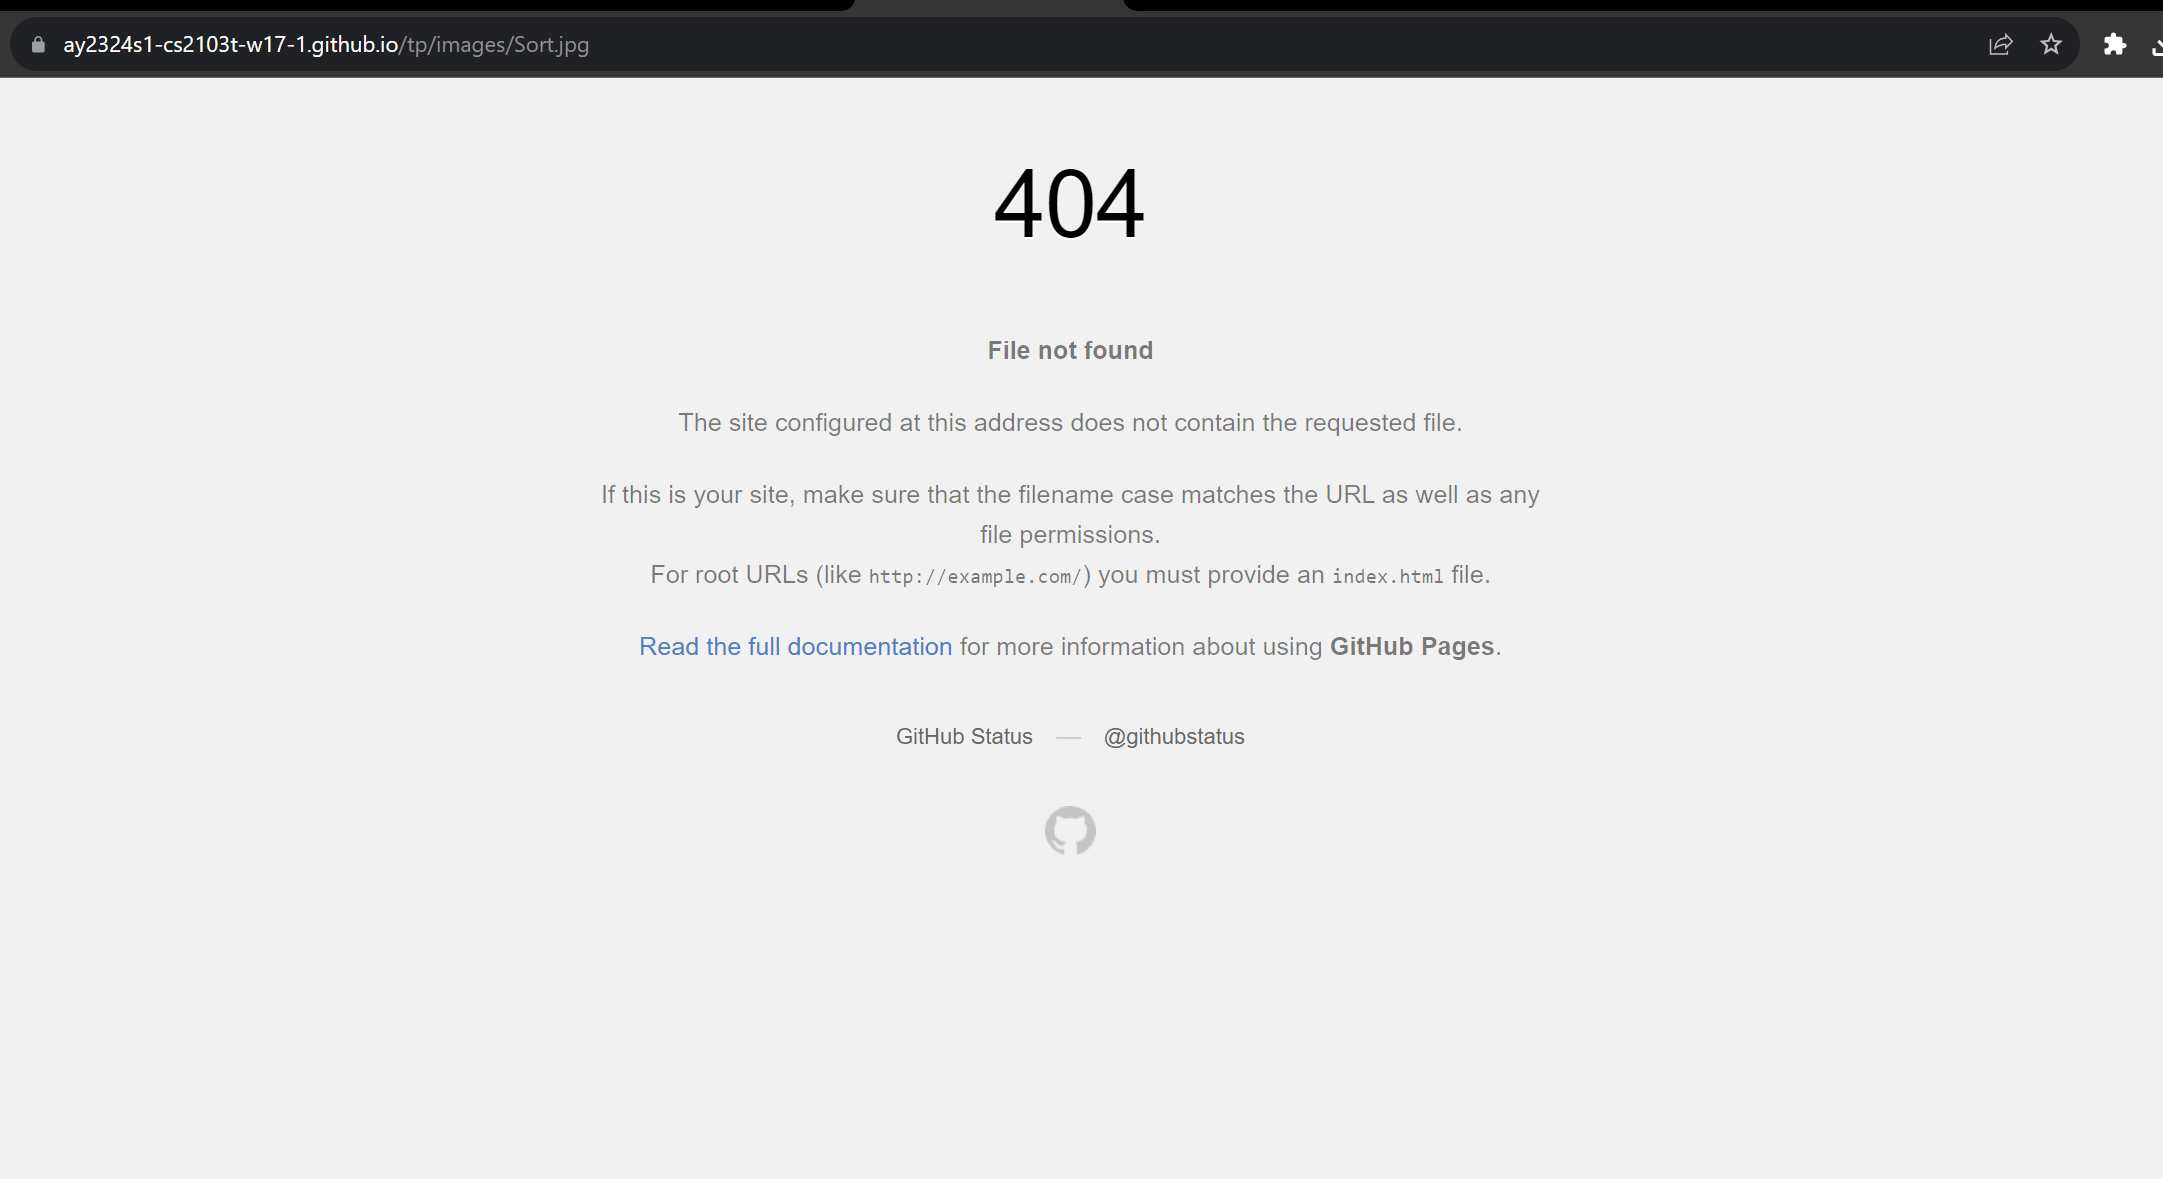 ay2324s1-cs2103t-w17-1.github.io/tp/images/Sort.jpg
404
File not found
The site configured at this address does not contain the requested file.
If this is your site, make sure that the filename case matches the URL as well as any
file permissions.
For root URLs (like http://example.com/) you must provide an index.html file.
Read the full documentation for more information about using GitHub Pages.
GitHub Status — @githubstatus